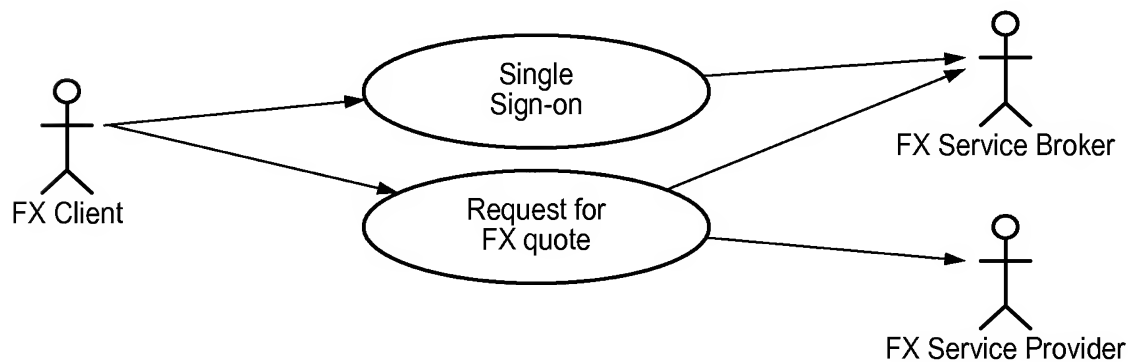 Single
Sign-on
FX Service Broker
FX Client
Request for
FX quote
FX Service Provider